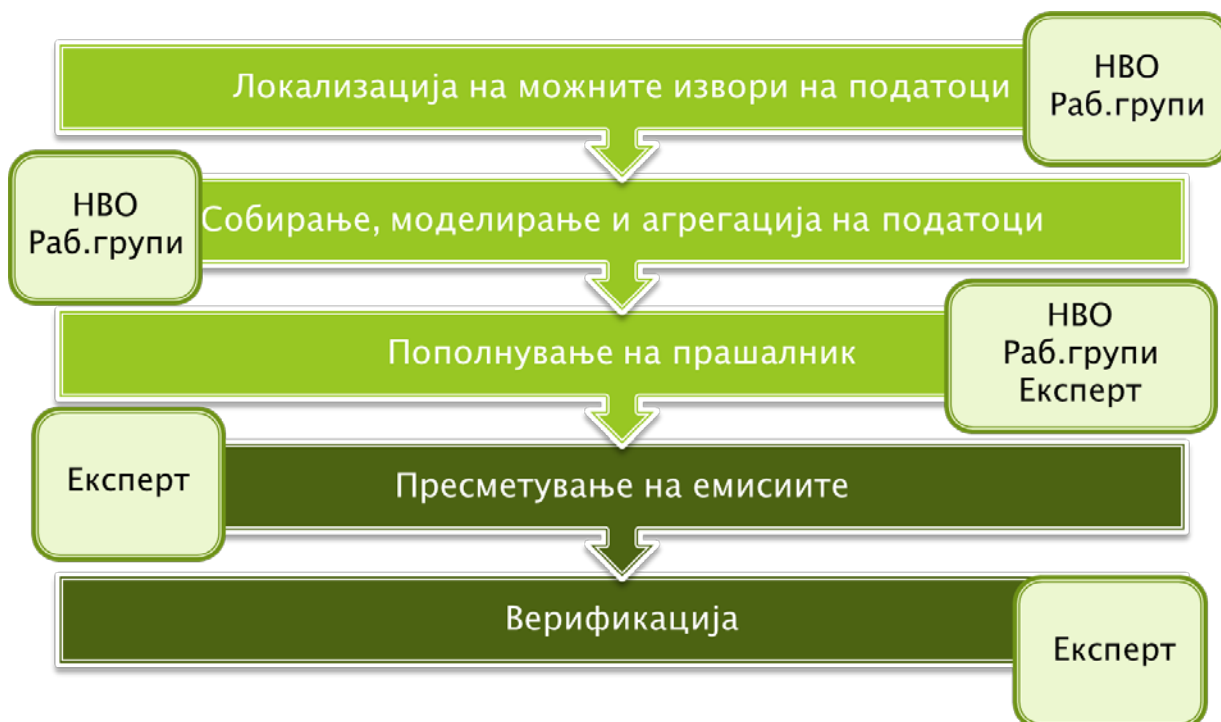 Локализација на можните извори на податоци
НВО
Раб.групи
НВО
Раб.групи
Собирање, моделирање и агрегација на податоци
Пополнување на прашалник
НВО
Раб.групи
Експерт
Експерт
Пресметување на емисиите
Верификација
Експерт